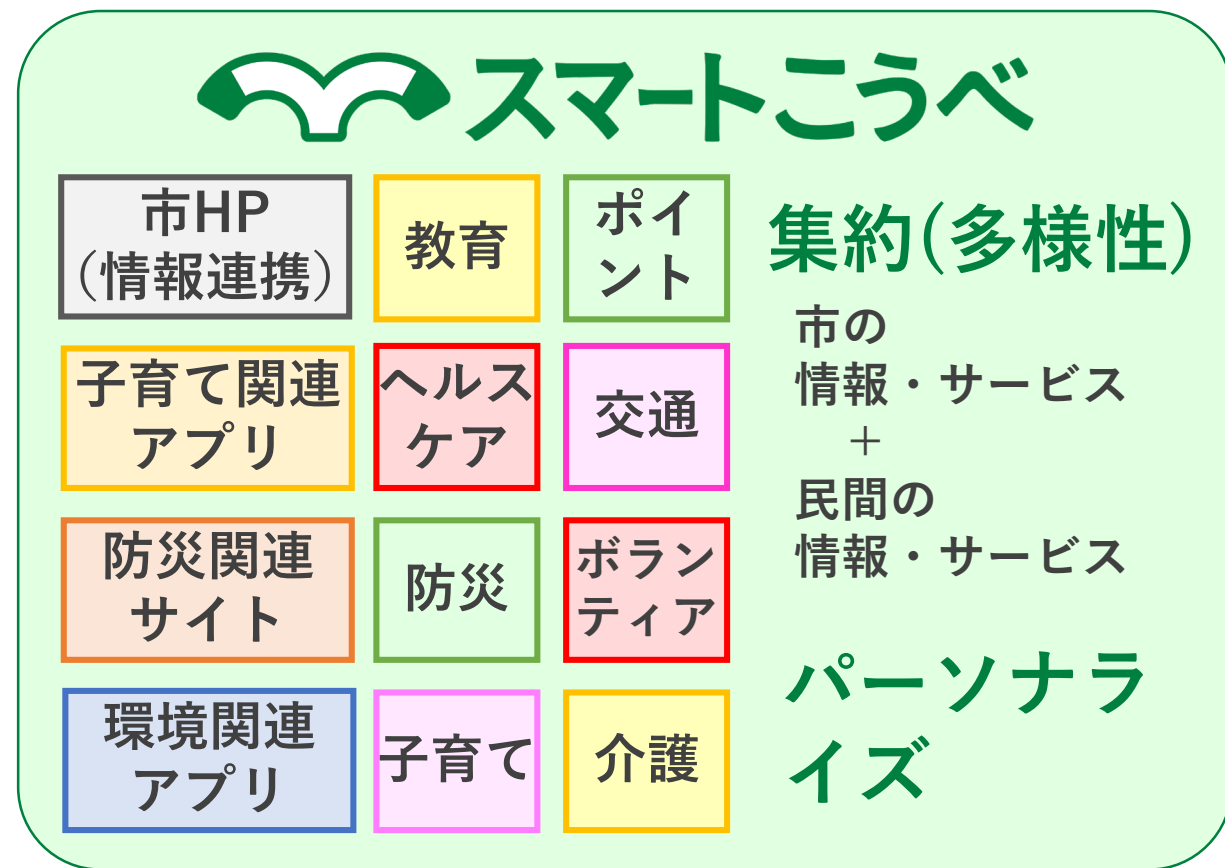 スマートこうべ
市HP
（情報連携）
教育
ポイ
ント
子育て関連
アプリ
ヘルス
ケア
交通
防災関連
サイト
防災
ボラン
ティア
環境関連
アプリ
子育て
介護
集約(多様性)
市の
情報・サービス
＋
民間の
情報・サービス
パーソナラ
イズ